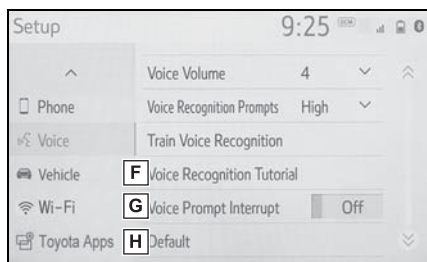 Setup 9:25 DCM
Voice Volume 4
Phone Voice Recognition Prompts High
Voice Train Voice Recognition
Vehicle F Voice Recognition Tutorial
Wi-Fi G Voice Prompt Interrupt Off
Toyota Apps H Default